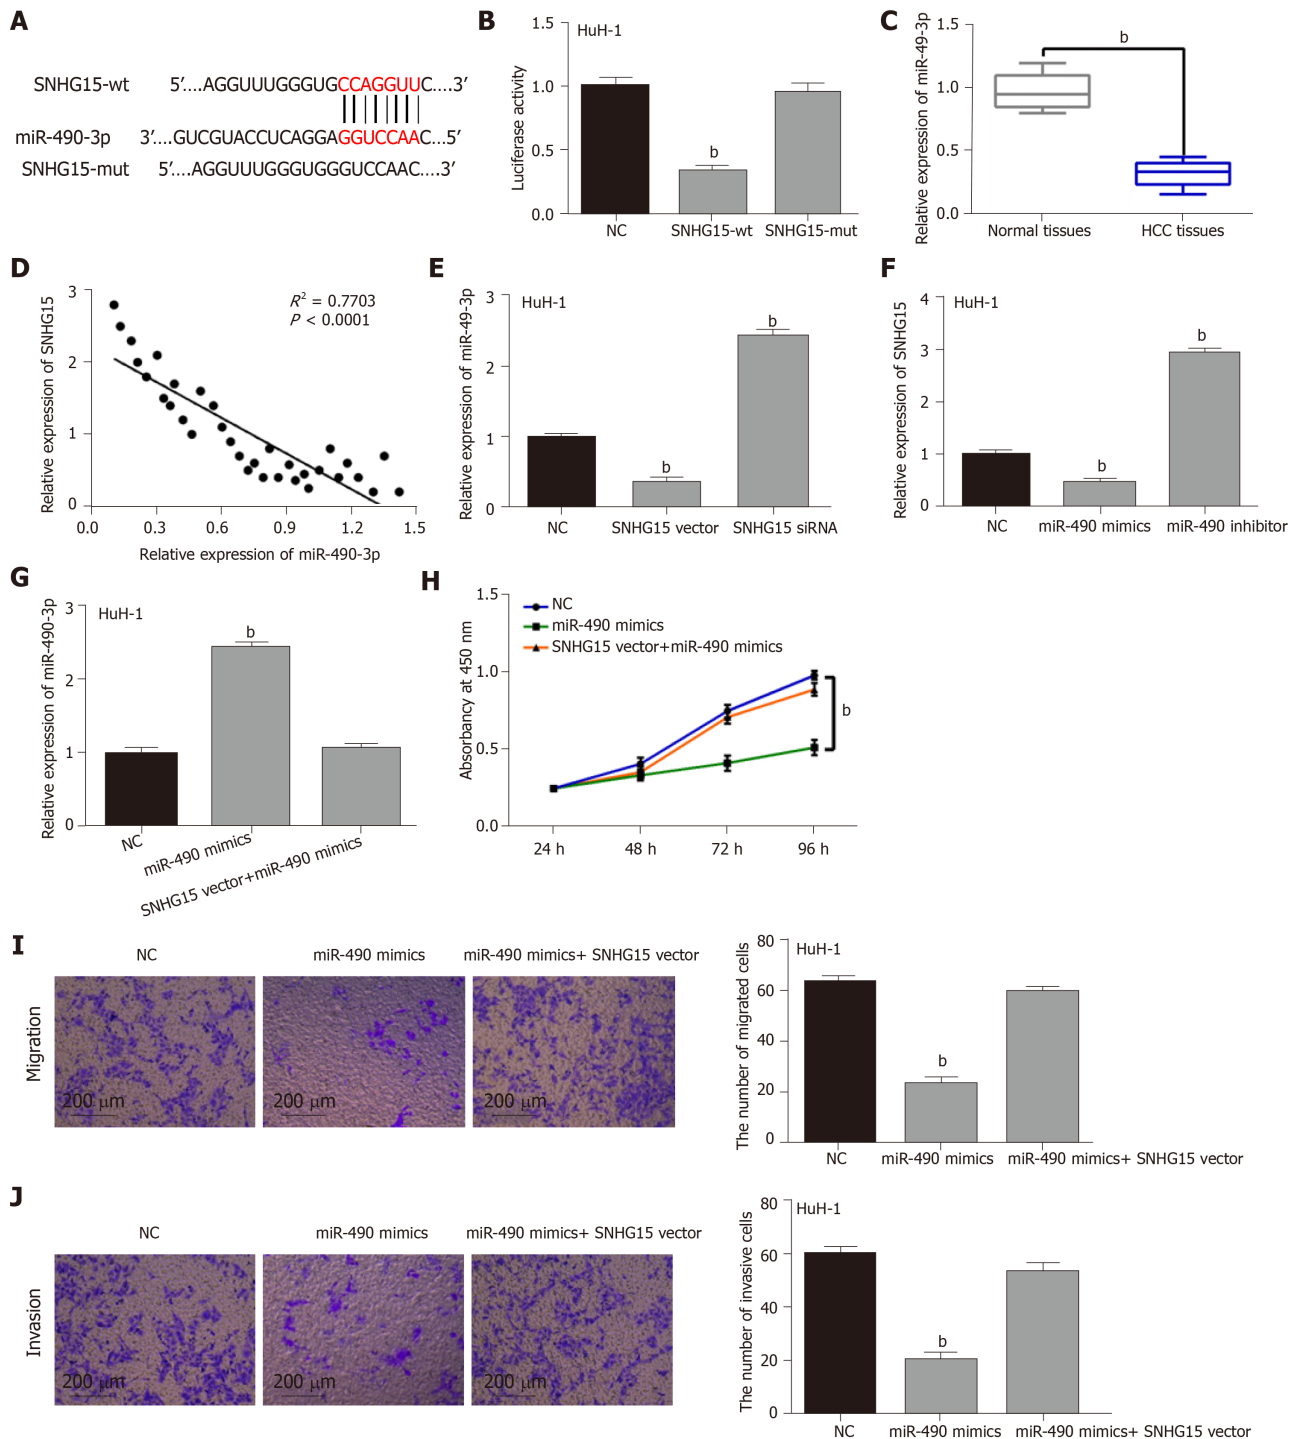 A
SNHG15-wt 5′....AGGUUUGGGUGCCAGGUUC....3′
miR-490-3p 3′....GUCGUACCUCAGGAGGUCCAAC...5′
SNHG15-mut 5′....AGGUUUGGGUGGGUCCAAC....3′
B
HuH-1
Luciferase activity
1.5
1.0
0.5
0.0
b
NC SNHG15-wt SNHG15-mut
C
Relative expression of miR-49-3p
1.5
1.0
0.5
0.0
b
Normal tissues HCC tissues
D
Relative expression of SNHG15
3
2
1
0
R² = 0.7703
P < 0.0001
0.0 0.3 0.6 0.9 1.2 1.5
Relative expression of miR-490-3p
E
HuH-1
Relative expression of miR-49-3p
3
2
1
0
b
b
NC SNHG15 vector SNHG15 siRNA
F
HuH-1
Relative expression of SNHG15
4
3
2
1
0
b
b
NC miR-490 mimics miR-490 inhibitor
G
HuH-1
Relative expression of miR-490-3p
3
2
1
0
b
NC
miR-490 mimics
SNHG15 vector+miR-490 mimics
H
Absorbancy at 450 nm
1.5
1.0
0.5
0.0
NC
miR-490 mimics
SNHG15 vector+miR-490 mimics
b
24 h 48 h 72 h 96 h
I
NC miR-490 mimics miR-490 mimics+ SNHG15 vector
Migration
200 μm 200 μm 200 μm
HuH-1
The number of migrated cells
80
60
40
20
0
b
NC miR-490 mimics miR-490 mimics+ SNHG15 vector
J
NC miR-490 mimics miR-490 mimics+ SNHG15 vector
Invasion
200 μm 200 μm 200 μm
HuH-1
The number of invasive cells
80
60
40
20
0
b
NC miR-490 mimics miR-490 mimics+ SNHG15 vector